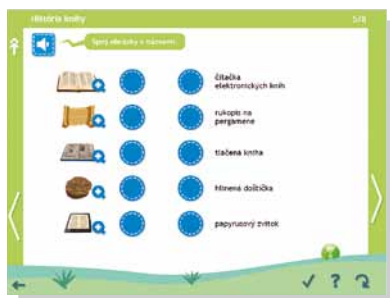 História knihy
5/8
Spoj obrázky s názvami.
čítačka
elektronických kníh
rukopis na
pergamene
tlačená kniha
hlinená doštička
papyrusový zvitok
?